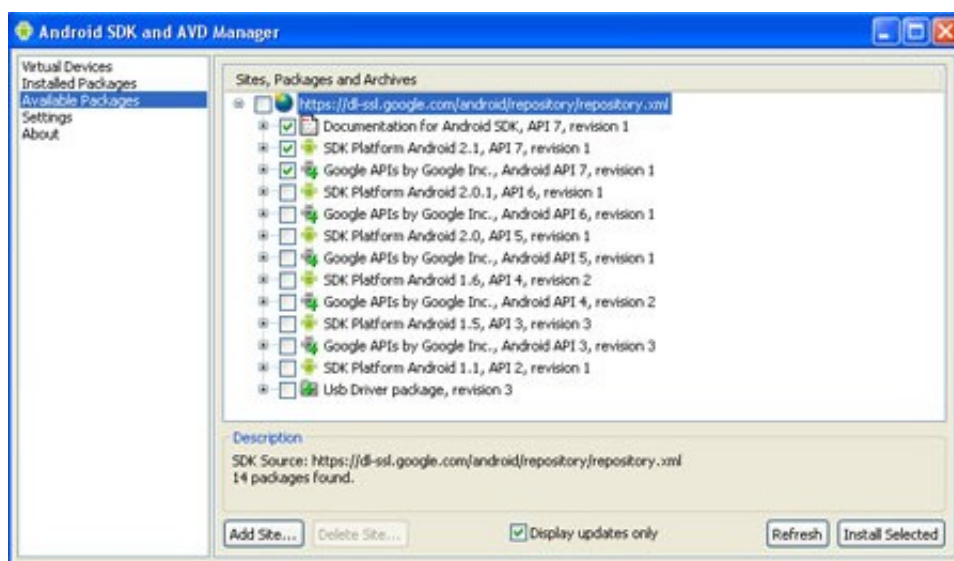 Android SDK and AVD Manager
Virtual Devices
Installed Packages
Available Packages
Settings
About
Sites, Packages and Archives
https://dl-ssl.google.com/android/repository/repository.xml
Documentation for Android SDK, API 7, revision 1
SDK Platform Android 2.1, API 7, revision 1
Google APIs by Google Inc., Android API 7, revision 1
SDK Platform Android 2.0.1, API 6, revision 1
Google APIs by Google Inc., Android API 6, revision 1
SDK Platform Android 2.0, API 5, revision 1
Google APIs by Google Inc., Android API 5, revision 1
SDK Platform Android 1.6, API 4, revision 2
Google APIs by Google Inc., Android API 4, revision 2
SDK Platform Android 1.5, API 3, revision 3
Google APIs by Google Inc., Android API 3, revision 3
SDK Platform Android 1.1, API 2, revision 1
Usb Driver package, revision 3
Description
SDK Source: https://dl-ssl.google.com/android/repository/repository.xml
14 packages found.
Add Site...
Delete Site...
Display updates only
Refresh
Install Selected